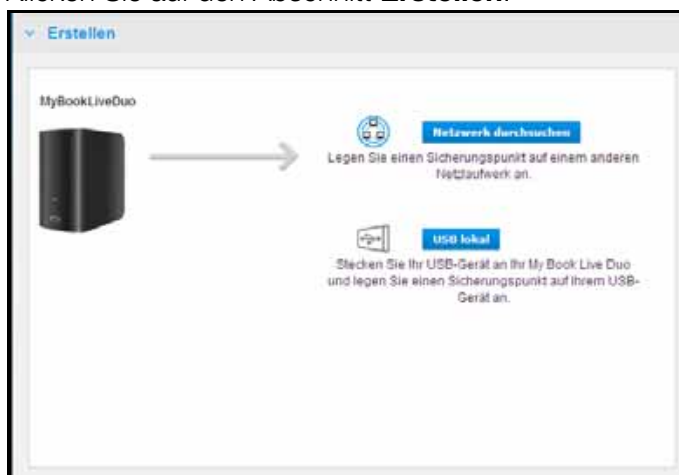 Klicken Sie auf den Abschnitt Erstellen.
Erstellen
MyBookLiveDuo
Netzwerk durchsuchen
Legen Sie einen Sicherungspunkt auf einem anderen
Netzlaufwerk an.
USB lokal
Stecken Sie Ihr USB-Gerät an Ihr My Book Live Duo
und legen Sie einen Sicherungspunkt auf Ihrem USB-
Gerät an.